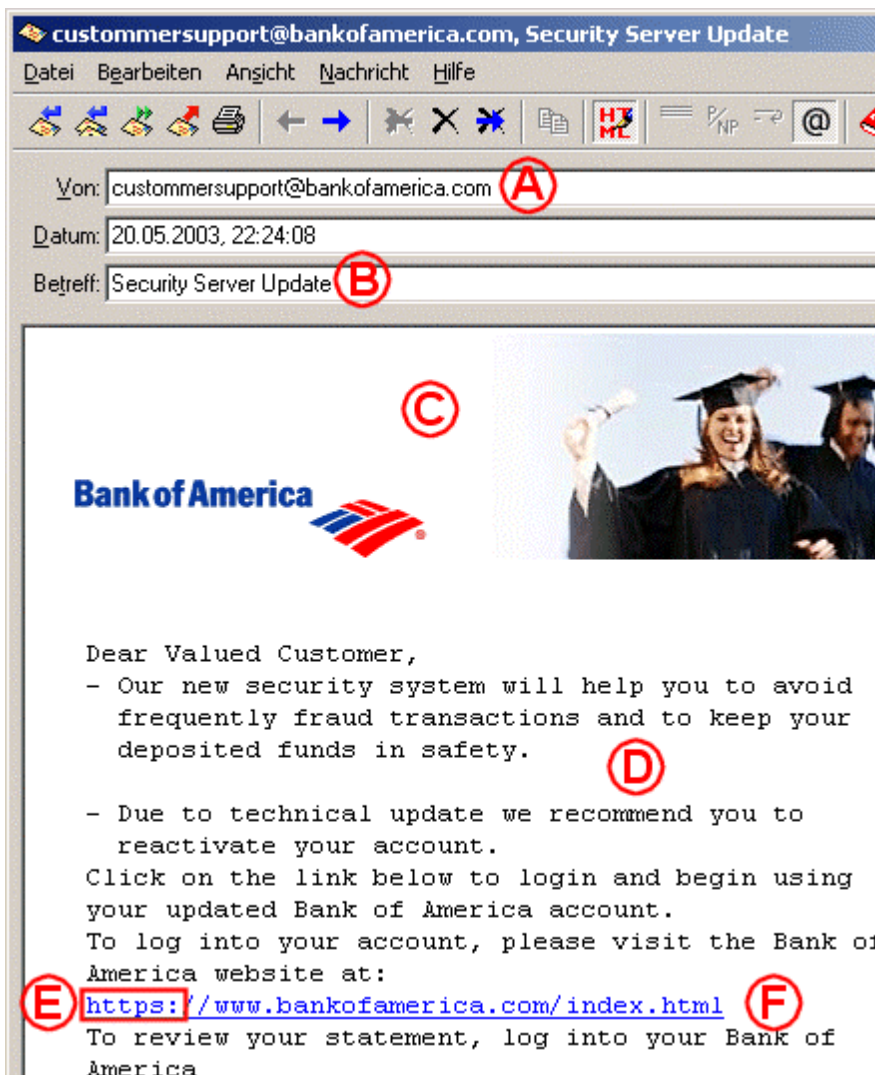 custommersupport@bankofamerica.com, Security Server Update
Datei Bearbeiten Ansicht Nachricht Hilfe
HTML P/NP @
Von: custommersupport@bankofamerica.com A
Datum: 20.05.2003, 22:24:08
Betreff: Security Server Update B
C
Bank of America
Dear Valued Customer,
- Our new security system will help you to avoid
frequently fraud transactions and to keep your
deposited funds in safety.
D
- Due to technical update we recommend you to
reactivate your account.
Click on the link below to login and begin using
your updated Bank of America account.
To log into your account, please visit the Bank of
America website at:
E https://www.bankofamerica.com/index.html F
To review your statement, log into your Bank of
America